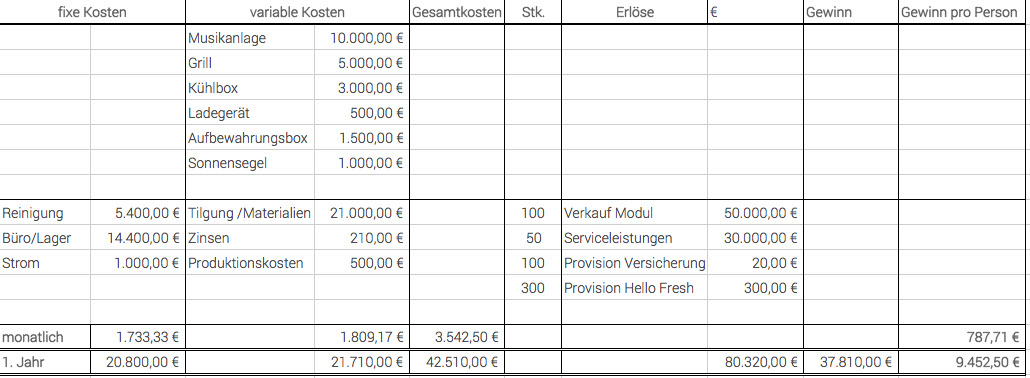 fixe Kosten variable Kosten Gesamtkosten Stk. Erlöse € Gewinn Gewinn pro Person
Musikanlage 10.000,00 €
Grill 5.000,00 €
Kühlbox 3.000,00 €
Ladegerät 500,00 €
Aufbewahrungsbox 1.500,00 €
Sonnensegel 1.000,00 €
Reinigung 5.400,00 € Tilgung /Materialien 21.000,00 € 100 Verkauf Modul 50.000,00 €
Büro/Lager 14.400,00 € Zinsen 210,00 € 50 Serviceleistungen 30.000,00 €
Strom 1.000,00 € Produktionskosten 500,00 € 100 Provision Versicherung 20,00 €
300 Provision Hello Fresh 300,00 €
monatlich 1.733,33 € 1.809,17 € 3.542,50 € 787,71 €
1. Jahr 20.800,00 € 21.710,00 € 42.510,00 € 80.320,00 € 37.810,00 € 9.452,50 €